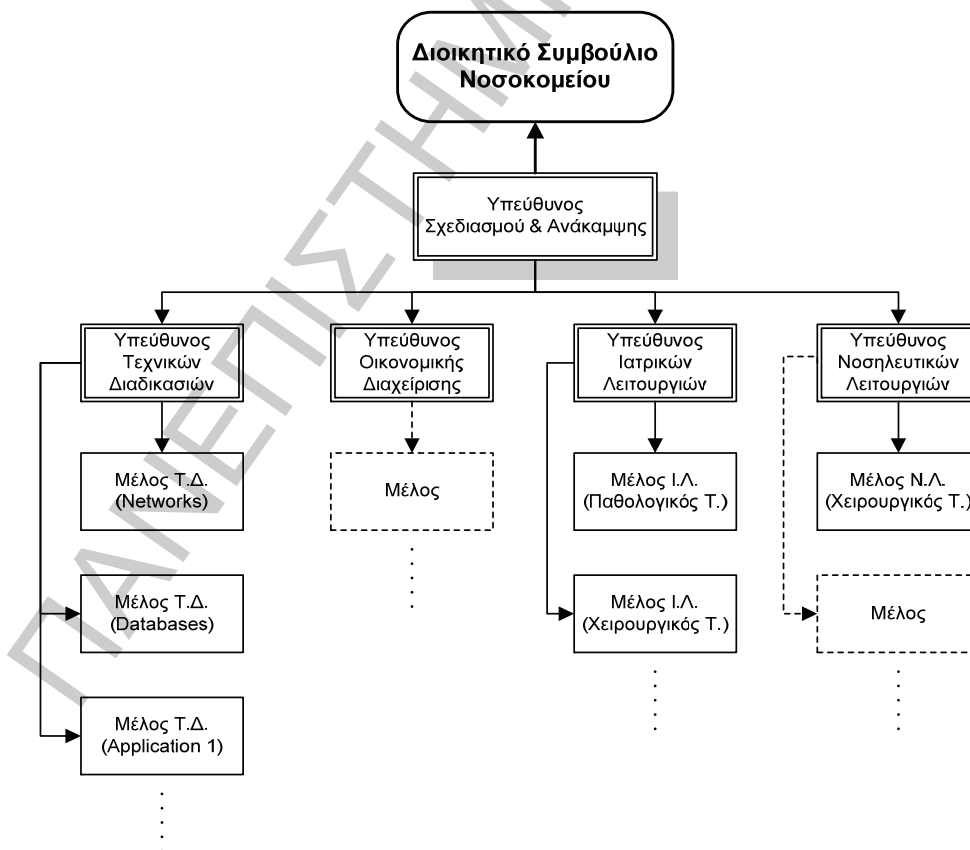 Διοικητικό Συμβούλιο
Νοσοκομείου
Υπεύθυνος
Σχεδιασμού & Ανάκαμψης
Υπεύθυνος
Τεχνικών
Διαδικασιών
Υπεύθυνος
Οικονομικής
Διαχείρισης
Υπεύθυνος
Ιατρικών
Λειτουργιών
Υπεύθυνος
Νοσηλευτικών
Λειτουργιών
Μέλος Τ.Δ.
(Networks)
Μέλος
Μέλος Ι.Λ.
(Παθολογικός Τ.)
Μέλος Ν.Λ.
(Χειρουργικός Τ.)
Μέλος Τ.Δ.
(Databases)
Μέλος Ι.Λ.
(Χειρουργικός Τ.)
Μέλος
Μέλος Τ.Δ.
(Application 1)
ΠΑΝΕΠΙΣΤΗΜΙ